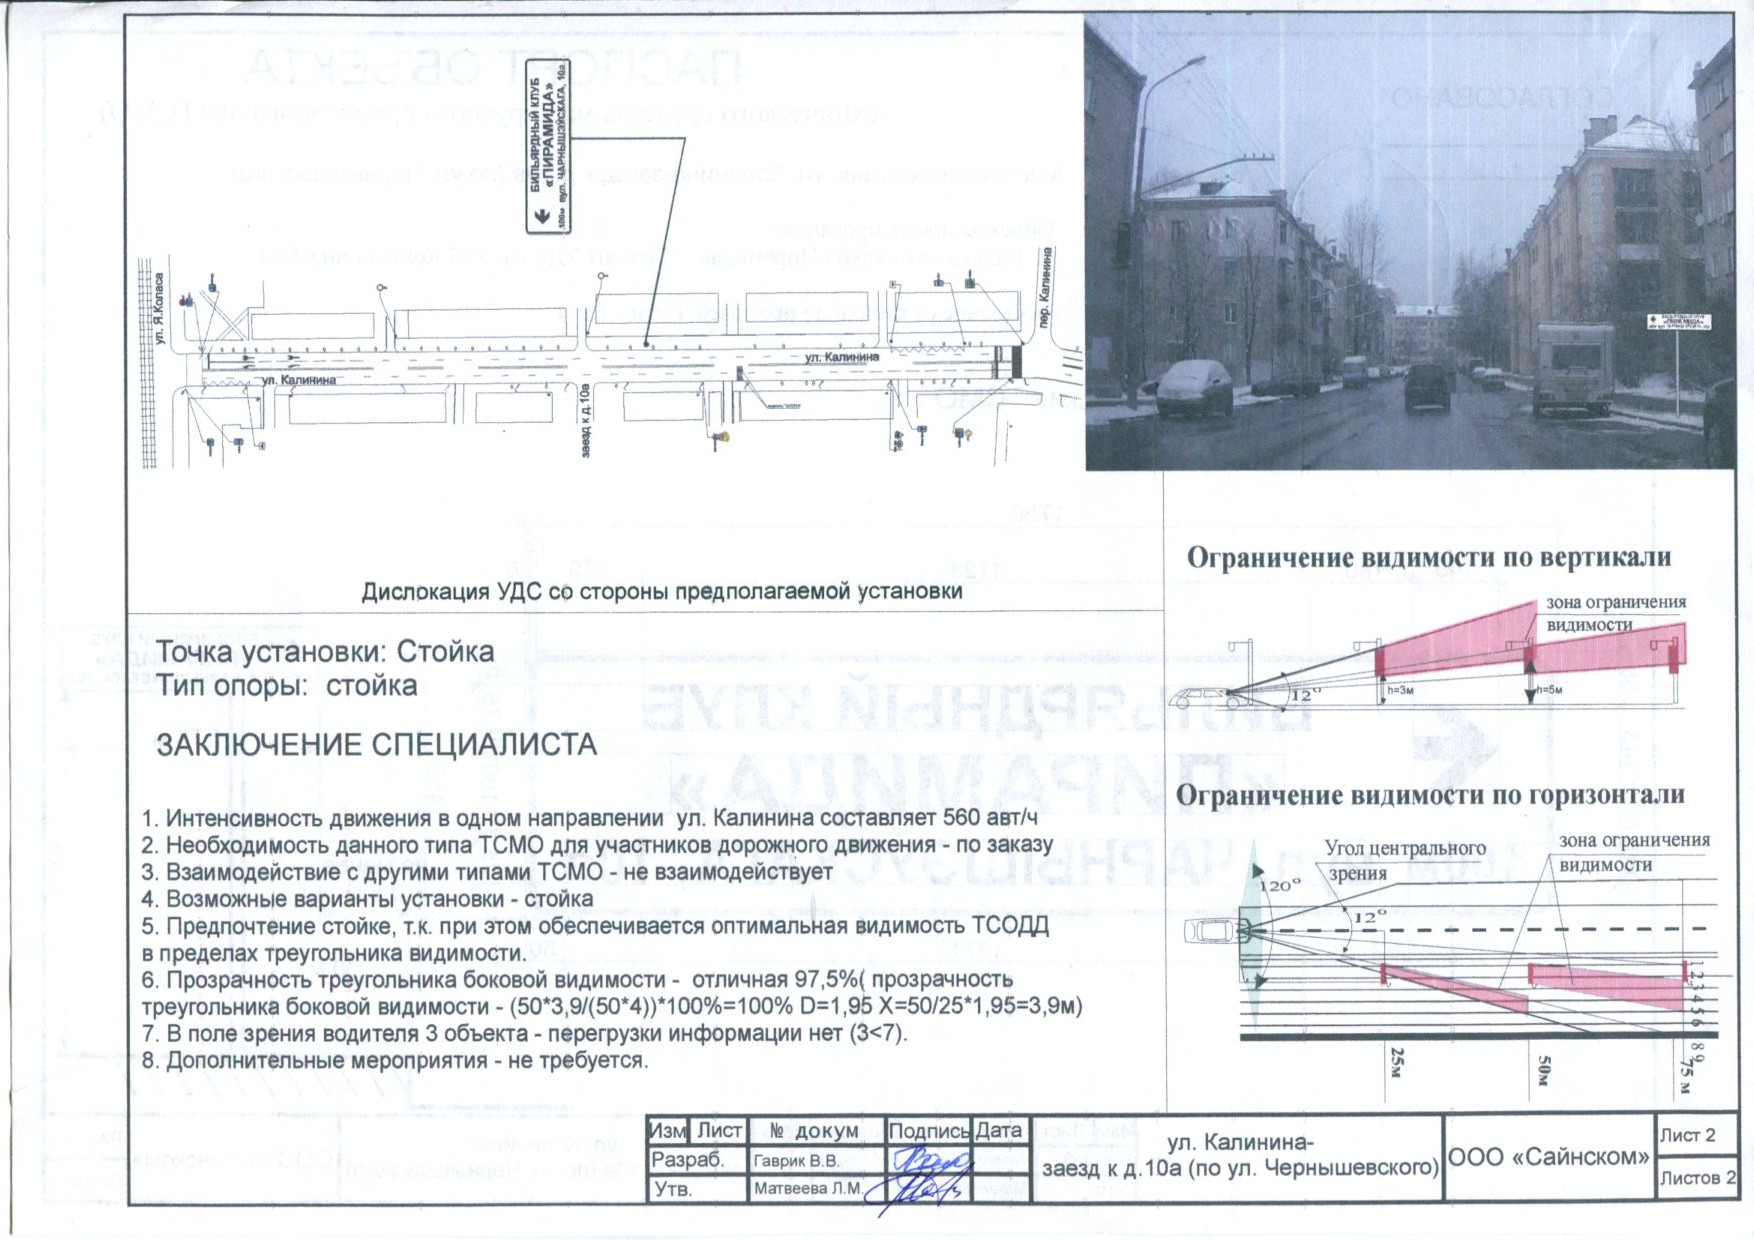 БИЛЬЯРДНЫЙ КЛУБ
«ПИРАМИДА»
100м вул. ЧАРНЫШЭЎСКАГА, 10а
ул. Я.Коласа
ул. Калинина
ул. Калинина
пер. Калинина
заезд к д.10а
Дислокация УДС со стороны предполагаемой установки
Точка установки: Стойка
Тип опоры: стойка
ЗАКЛЮЧЕНИЕ СПЕЦИАЛИСТА
1. Интенсивность движения в одном направлении ул. Калинина составляет 560 авт/ч
2. Необходимость данного типа ТСМО для участников дорожного движения - по заказу
3. Взаимодействие с другими типами ТСМО - не взаимодействует
4. Возможные варианты установки - стойка
5. Предпочтение стойке, т.к. при этом обеспечивается оптимальная видимость ТСОДД
в пределах треугольника видимости.
6. Прозрачность треугольника боковой видимости - отличная 97,5%( прозрачность
треугольника боковой видимости - (50*3,9/(50*4))*100%=100% D=1,95 X=50/25*1,95=3,9м)
7. В поле зрения водителя 3 объекта - перегрузки информации нет (3<7).
8. Дополнительные мероприятия - не требуется.
Ограничение видимости по вертикали
зона ограничения
видимости
12°
h=3м
h=5м
Ограничение видимости по горизонтали
Угол центрального
зрения
зона ограничения
видимости
120°
12°
1 2 3 4 5 6 8 9
25м
50м
75 м
Изм Лист № докум Подпись Дата
Разраб. Гаврик В.В.
Утв. Матвеева Л.М.
ул. Калинина-
заезд к д.10а (по ул. Чернышевского)
ООО «Сайнском»
Лист 2
Листов 2